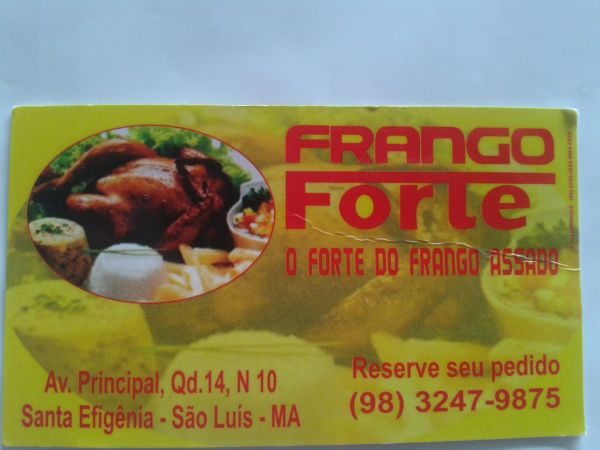 FRANGO
Forte
O FORTE DO FRANGO ASSADO
Av. Principal, Qd.14, N 10
Santa Efigênia - São Luís - MA
Reserve seu pedido
(98) 3247-9875